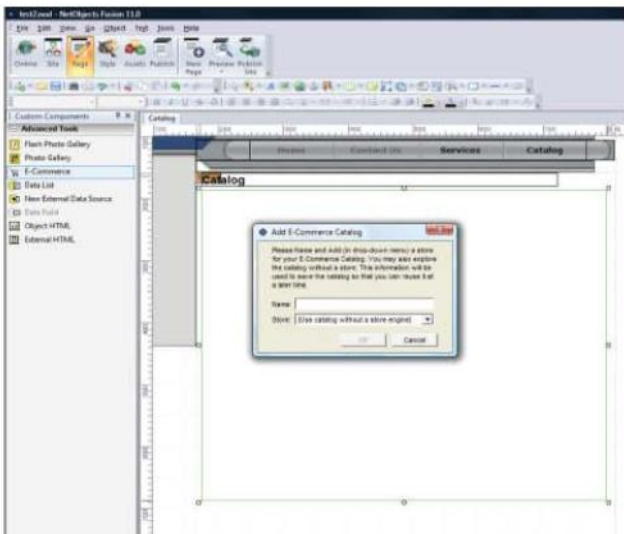 test2.nod - NetObjects Fusion 11.0
File Edit View Go Object Text Tools Help
Online Site Page Style Assets Publish New Page Preview Publish Site
Custom Components
Catalog
Advanced Tools
Flash Photo Gallery
Photo Gallery
E-Commerce
Data List
New External Data Source
Data Field
Object HTML
External HTML
Home Contact Us Services Catalog
Catalog
Add E-Commerce Catalog
Please Name and Add (in drop-down menu) a store
for your E-Commerce Catalog. You may also explore
the catalog without a store. This information will be
used to save the catalog so that you can reuse it at
a later time.
Name:
Store: (Use catalog without a store engine)
OK Cancel